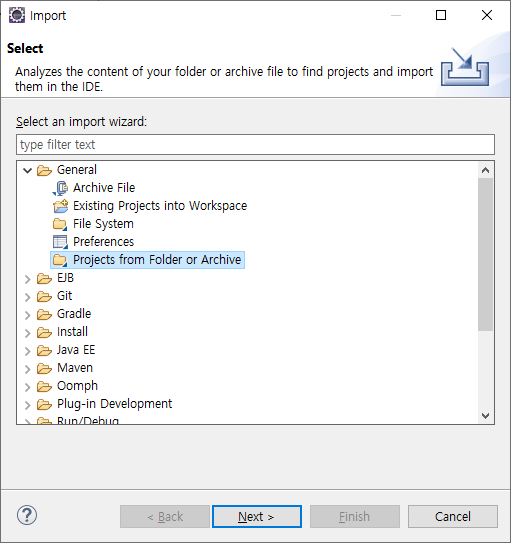 Import
Select
Analyzes the content of your folder or archive file to find projects and import
them in the IDE.
Select an import wizard:
type filter text
General
Archive File
Existing Projects into Workspace
File System
Preferences
Projects from Folder or Archive
EJB
Git
Gradle
Install
Java EE
Maven
Oomph
Plug-in Development
Run/Debug
?
< Back
Next >
Finish
Cancel